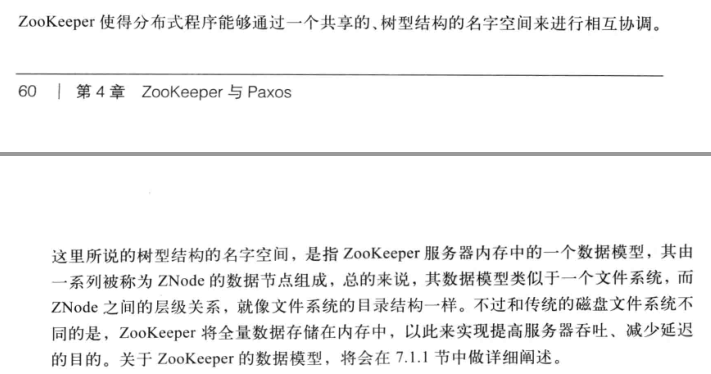 ZooKeeper 使得分布式程序能够通过一个共享的、树型结构的名字空间来进行相互协调。
60 | 第 4 章 ZooKeeper 与 Paxos
这里所说的树型结构的名字空间，是指 ZooKeeper 服务器内存中的一个数据模型，其由
一系列被称为 ZNode 的数据节点组成，总的来说，其数据模型类似于一个文件系统，而
ZNode 之间的层级关系，就像文件系统的目录结构一样。不过和传统的磁盘文件系统不
同的是，ZooKeeper 将全量数据存储在内存中，以此来实现提高服务器吞吐、减少延迟
的目的。关于 ZooKeeper 的数据模型，将会在 7.1.1 节中做详细阐述。